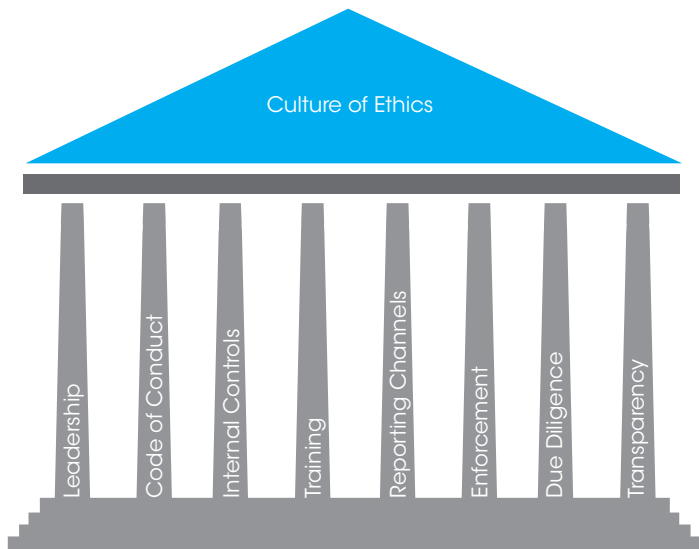 Culture of Ethics
Leadership
Code of Conduct
Internal Controls
Training
Reporting Channels
Enforcement
Due Diligence
Transparency